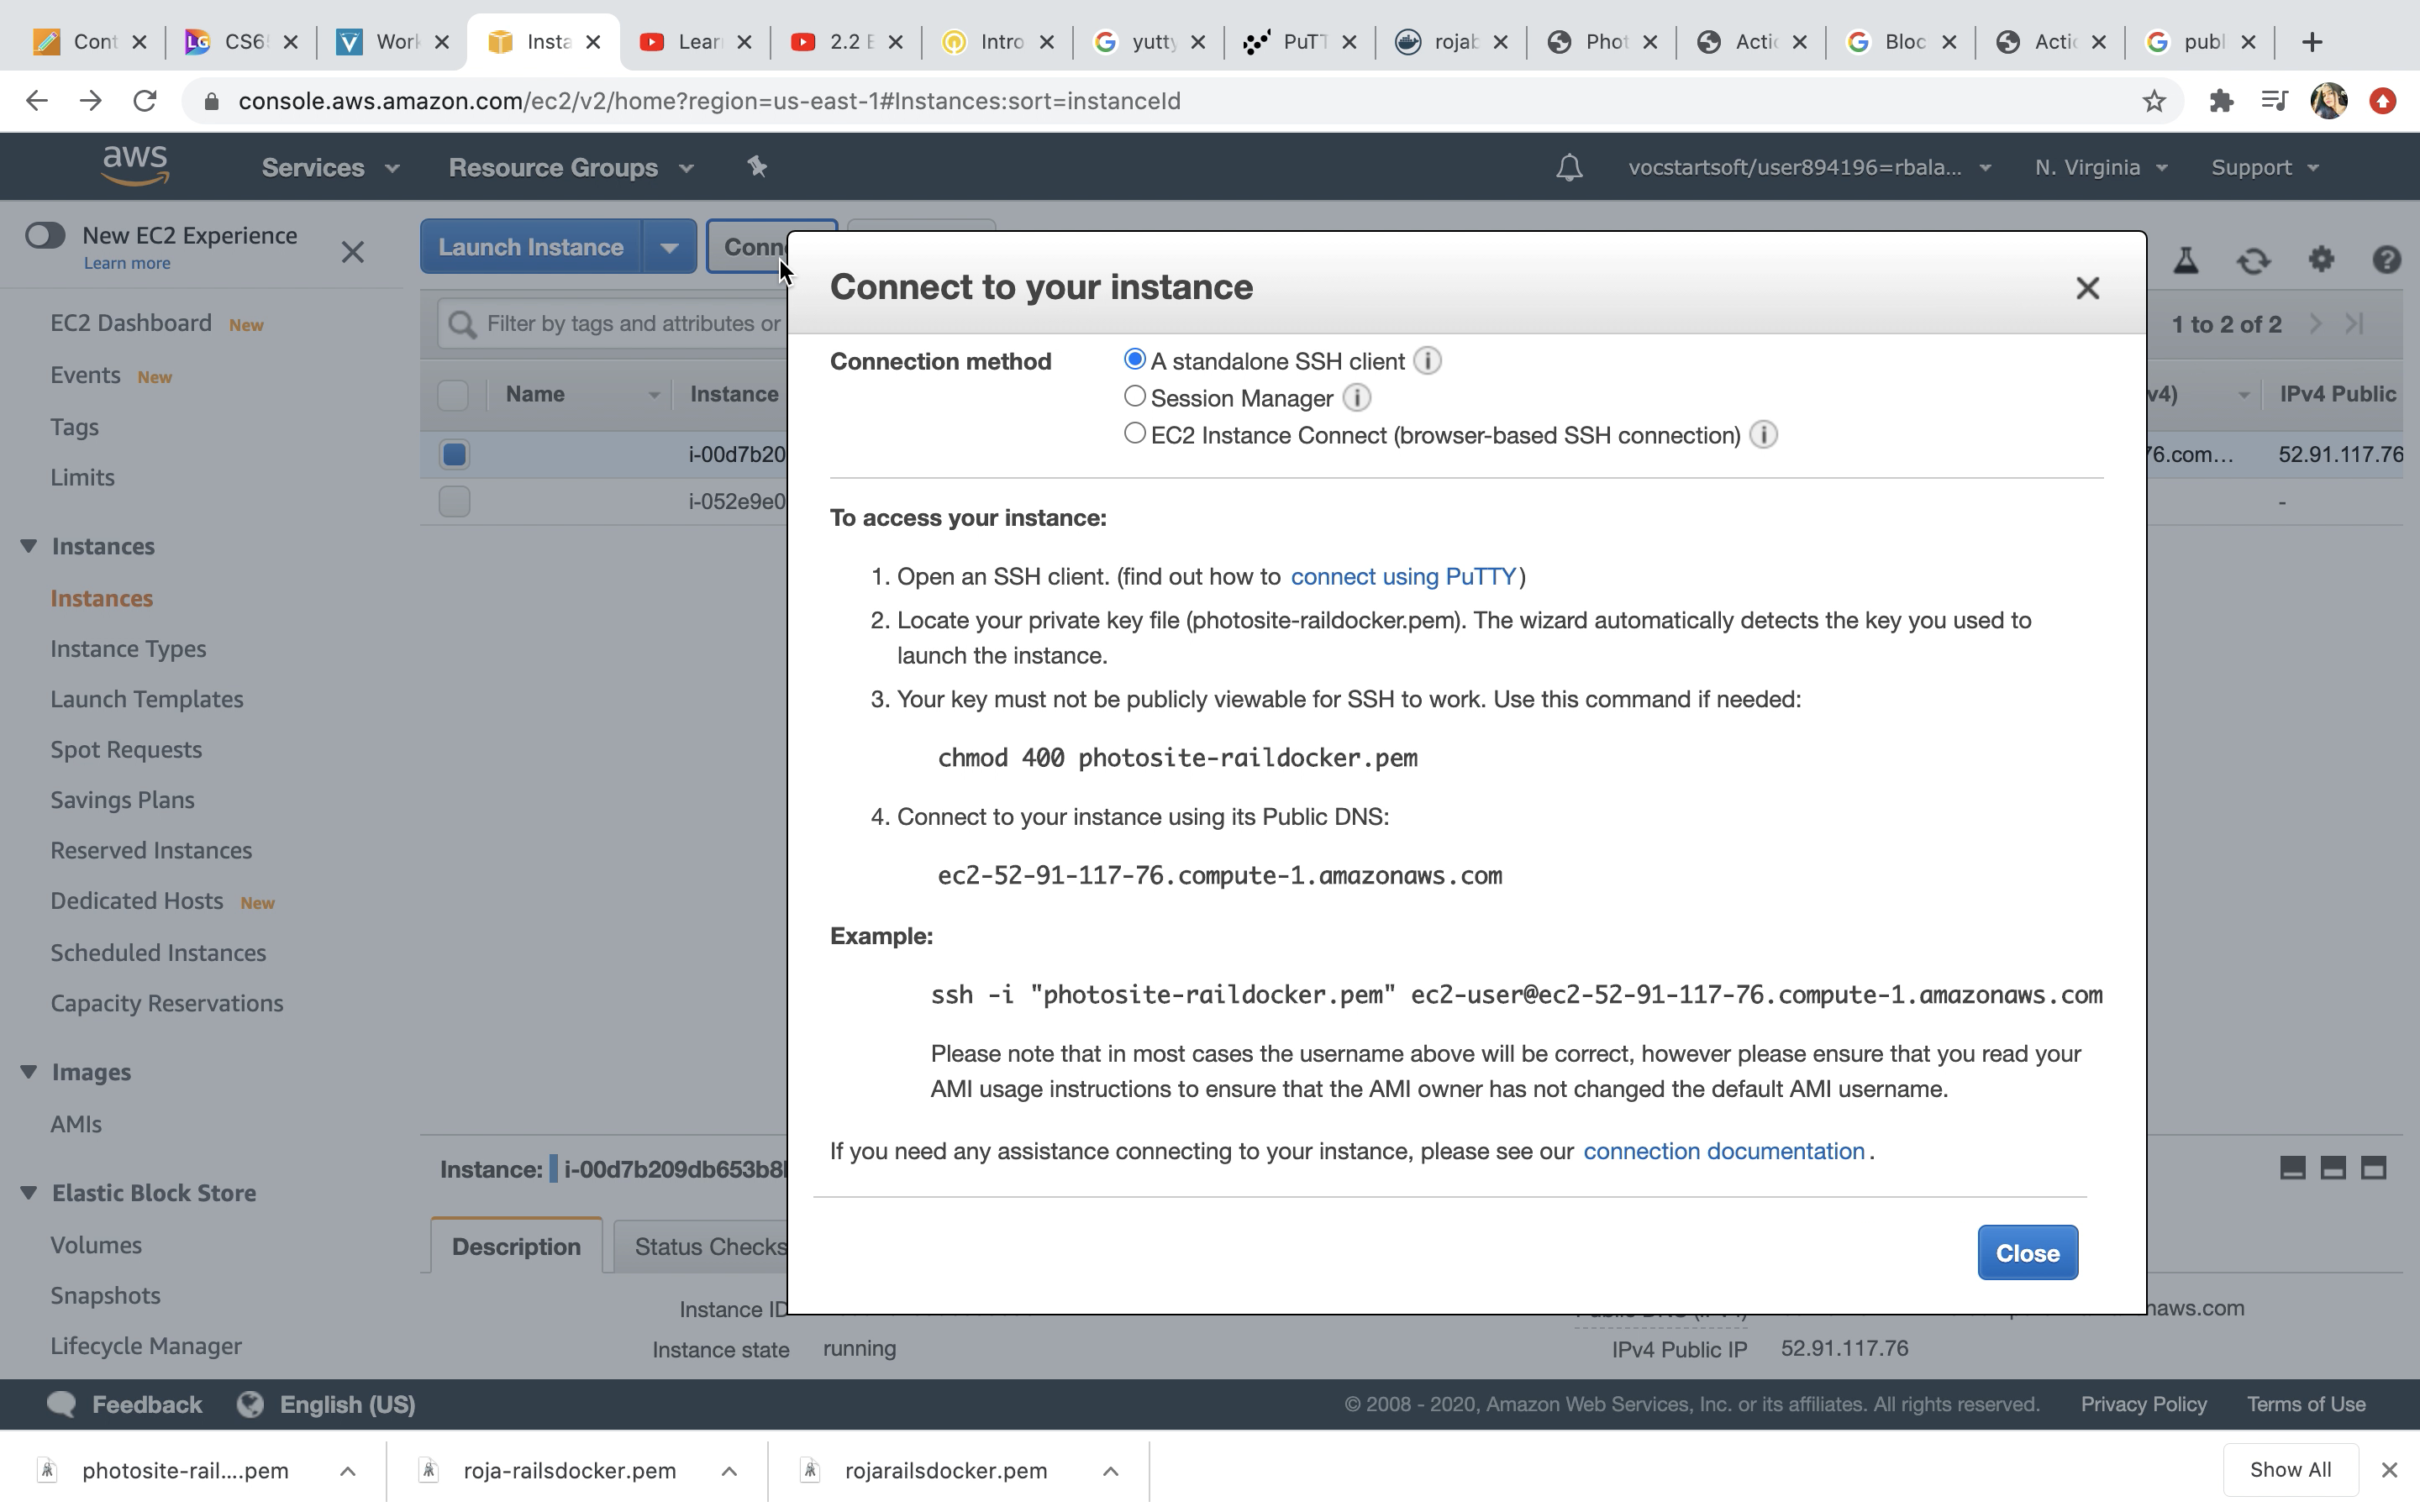 Cont
CS6
Work
Insta
Lear
2.2 E
Intro
yutty
PuTT
rojab
Phot
Actic
Bloc
Actic
publ
console.aws.amazon.com/ec2/v2/home?region=us-east-1#Instances:sort=instanceId
aws
Services
Resource Groups
vocstartsoft/user894196=rbala...
N. Virginia
Support
New EC2 Experience
Learn more
EC2 Dashboard New
Events New
Tags
Limits
Instances
Instances
Instance Types
Launch Templates
Spot Requests
Savings Plans
Reserved Instances
Dedicated Hosts New
Scheduled Instances
Capacity Reservations
Images
AMIs
Elastic Block Store
Volumes
Snapshots
Lifecycle Manager
Launch Instance
Conn
Filter by tags and attributes or
1 to 2 of 2
Name
Instance
v4)
IPv4 Public
i-00d7b20
76.com...
52.91.117.76
i-052e9e0
-
Connect to your instance
Connection method
A standalone SSH client
Session Manager
EC2 Instance Connect (browser-based SSH connection)
To access your instance:
1. Open an SSH client. (find out how to connect using PuTTY)
2. Locate your private key file (photosite-raildocker.pem). The wizard automatically detects the key you used to
launch the instance.
3. Your key must not be publicly viewable for SSH to work. Use this command if needed:
chmod 400 photosite-raildocker.pem
4. Connect to your instance using its Public DNS:
ec2-52-91-117-76.compute-1.amazonaws.com
Example:
ssh -i "photosite-raildocker.pem" ec2-user@ec2-52-91-117-76.compute-1.amazonaws.com
Please note that in most cases the username above will be correct, however please ensure that you read your
AMI usage instructions to ensure that the AMI owner has not changed the default AMI username.
If you need any assistance connecting to your instance, please see our connection documentation.
Close
Instance: i-00d7b209db653b8
Description
Status Checks
Instance ID
naws.com
Instance state running
IPv4 Public IP 52.91.117.76
Feedback
English (US)
© 2008 - 2020, Amazon Web Services, Inc. or its affiliates. All rights reserved.
Privacy Policy
Terms of Use
photosite-rail....pem
roja-railsdocker.pem
rojarailsdocker.pem
Show All